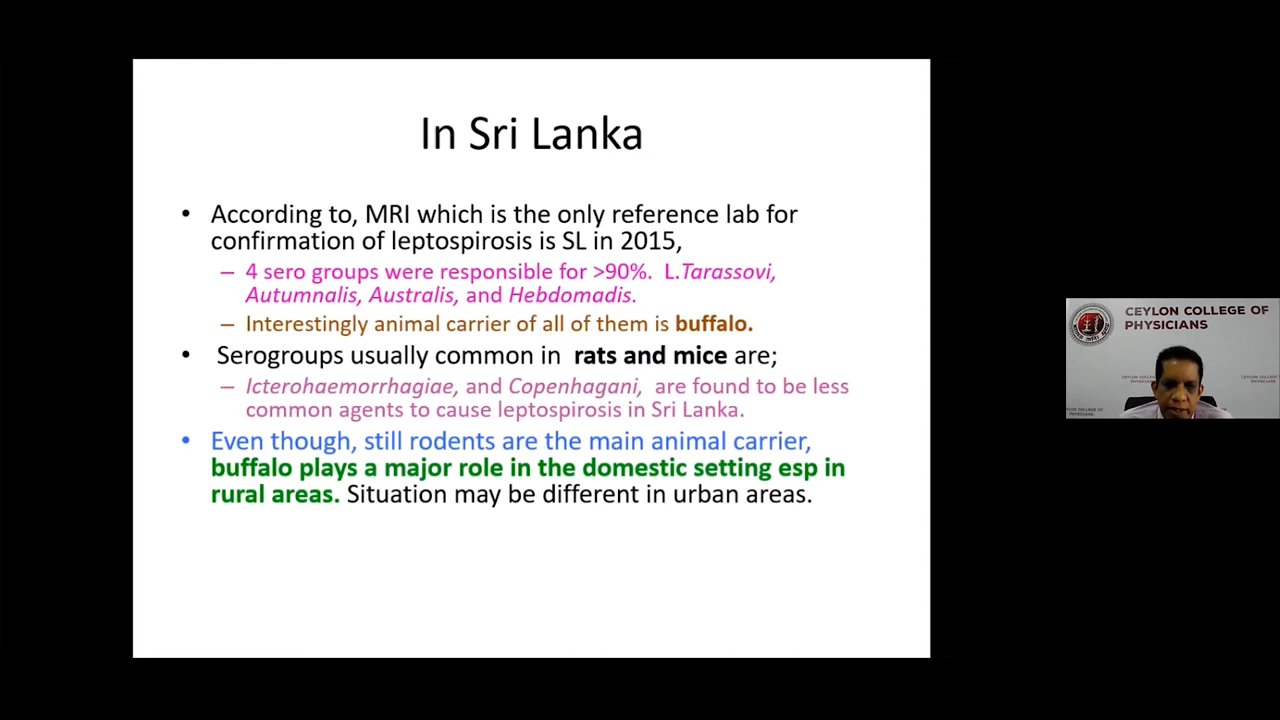 In Sri Lanka
• According to, MRI which is the only reference lab for
confirmation of leptospirosis is SL in 2015,
– 4 sero groups were responsible for >90%. L.Tarassovi,
Autumnalis, Australis, and Hebdomadis.
– Interestingly animal carrier of all of them is buffalo.
• Serogroups usually common in rats and mice are;
– Icterohaemorrhagiae, and Copenhagani, are found to be less
common agents to cause leptospirosis in Sri Lanka.
• Even though, still rodents are the main animal carrier,
buffalo plays a major role in the domestic setting esp in
rural areas. Situation may be different in urban areas.
CEYLON COLLEGE OF
PHYSICIANS